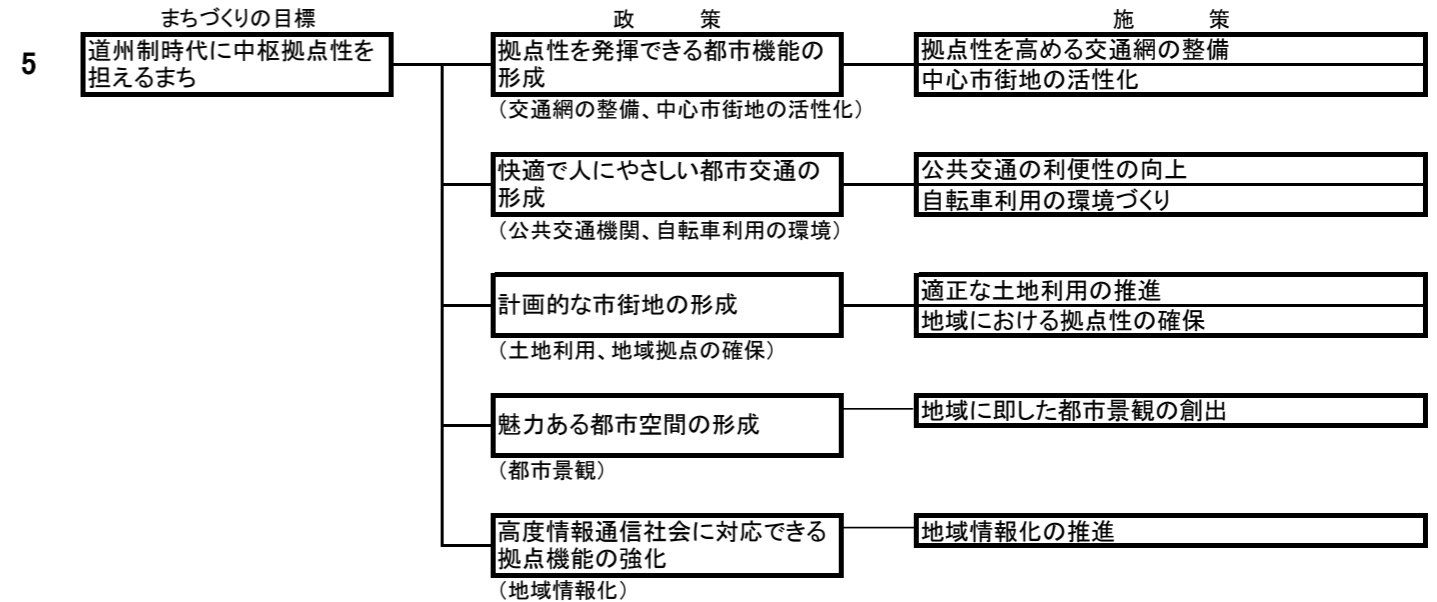 まちづくりの目標
政 策
施 策
5
道州制時代に中枢拠点性を
担えるまち
拠点性を発揮できる都市機能の
形成
（交通網の整備、中心市街地の活性化）
拠点性を高める交通網の整備
中心市街地の活性化
快適で人にやさしい都市交通の
形成
（公共交通機関、自転車利用の環境）
公共交通の利便性の向上
自転車利用の環境づくり
計画的な市街地の形成
（土地利用、地域拠点の確保）
適正な土地利用の推進
地域における拠点性の確保
魅力ある都市空間の形成
（都市景観）
地域に即した都市景観の創出
高度情報通信社会に対応できる
拠点機能の強化
（地域情報化）
地域情報化の推進